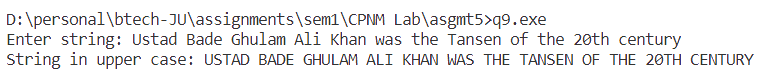 D:\personal\btech-JU\assignments\sem1\CPNM Lab\asgmt5>q9.exe
Enter string: Ustad Bade Ghulam Ali Khan was the Tansen of the 20th century
String in upper case: USTAD BADE GHULAM ALI KHAN WAS THE TANSEN OF THE 20TH CENTURY